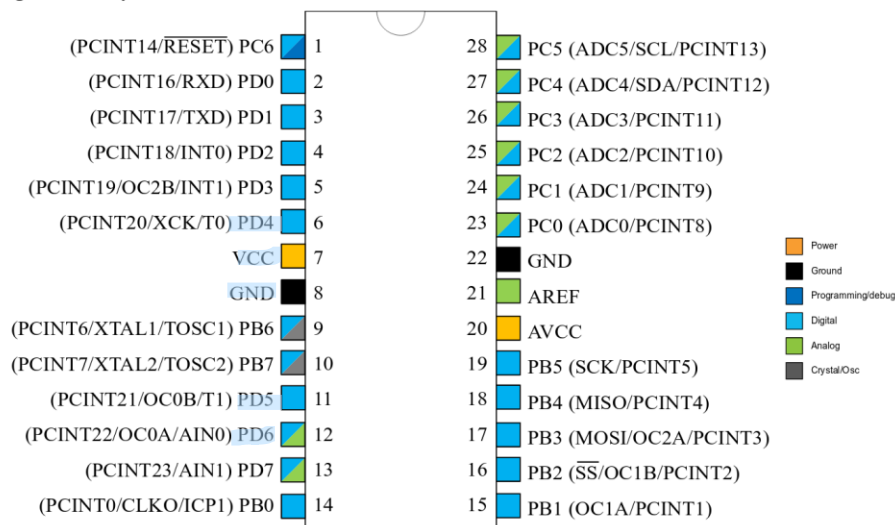 (PCINT14/RESET) PC6 1 28 PC5 (ADC5/SCL/PCINT13)
(PCINT16/RXD) PD0 2 27 PC4 (ADC4/SDA/PCINT12)
(PCINT17/TXD) PD1 3 26 PC3 (ADC3/PCINT11)
(PCINT18/INT0) PD2 4 25 PC2 (ADC2/PCINT10)
(PCINT19/OC2B/INT1) PD3 5 24 PC1 (ADC1/PCINT9)
(PCINT20/XCK/T0) PD4 6 23 PC0 (ADC0/PCINT8)
VCC 7 22 GND
GND 8 21 AREF
(PCINT6/XTAL1/TOSC1) PB6 9 20 AVCC
(PCINT7/XTAL2/TOSC2) PB7 10 19 PB5 (SCK/PCINT5)
(PCINT21/OC0B/T1) PD5 11 18 PB4 (MISO/PCINT4)
(PCINT22/OC0A/AIN0) PD6 12 17 PB3 (MOSI/OC2A/PCINT3)
(PCINT23/AIN1) PD7 13 16 PB2 (SS/OC1B/PCINT2)
(PCINT0/CLKO/ICP1) PB0 14 15 PB1 (OC1A/PCINT1)
Power
Ground
Programming/debug
Digital
Analog
Crystal/Osc